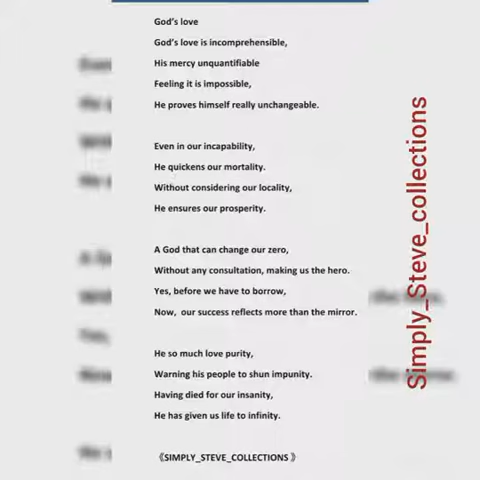 God's love
God's love is incomprehensible,
His mercy unquantifiable
Feeling it is impossible,
He proves himself really unchangeable.
Even in our incapability,
He quickens our mortality.
Without considering our locality,
He ensures our prosperity.
A God that can change our zero,
Without any consultation, making us the hero.
Yes, before we have to borrow,
Now, our success reflects more than the mirror.
He so much love purity,
Warning his people to shun impunity.
Having died for our insanity,
He has given us life to infinity.
《SIMPLY_STEVE_COLLECTIONS 》
Simply_Steve_collections